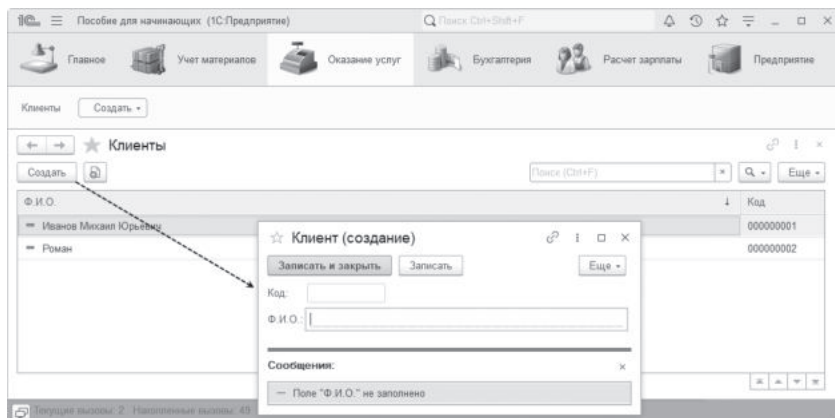 1С Пособие для начинающих (1С:Предприятие) Поиск Ctrl+Shift+F
Главное Учет материалов Оказание услуг Бухгалтерия Расчет зарплаты Предприятие
Клиенты Создать
Клиенты
Создать Поиск (Ctrl+F) Еще
Ф.И.О. Код
Иванов Михаил Юрьевич 000000001
Роман 000000002
Клиент (создание)
Записать и закрыть Записать Еще
Код:
Ф.И.О.:
Сообщения:
Поле "Ф.И.О." не заполнено
Текущие вызовы: 2 Накопленные вызовы: 49